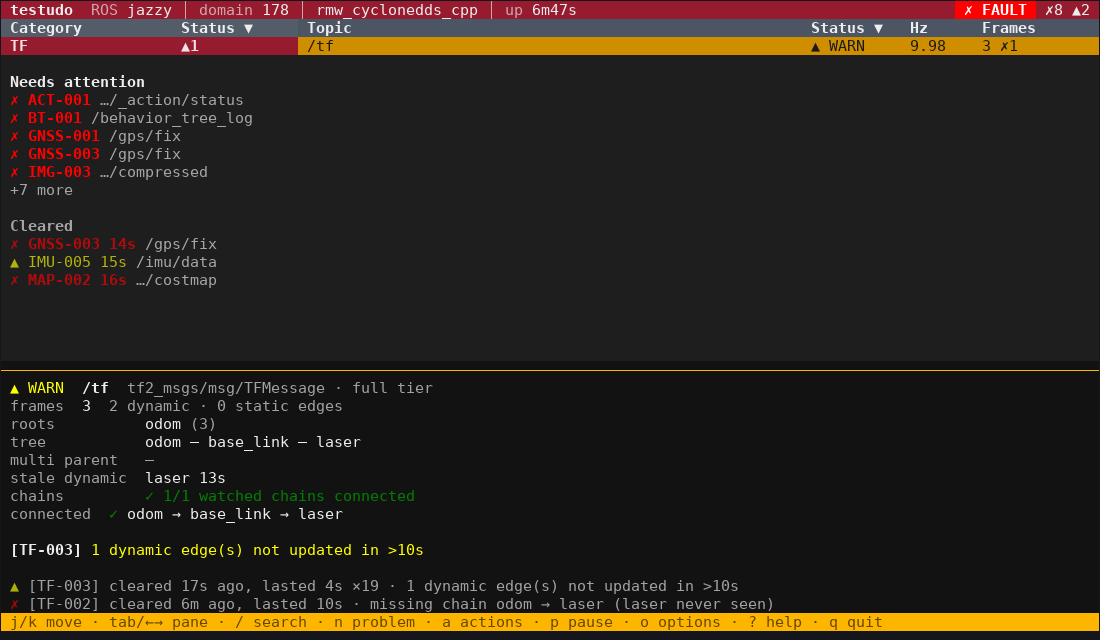 testudo ROS jazzy │ domain 178 │ rmw_cyclonedds_cpp │ up 6m47s ✗ FAULT ✗8 ▲2
Category Status ▼ Topic Status ▼ Hz Frames
TF ▲1 /tf ▲ WARN 9.98 3 ✗1
Needs attention
✗ ACT-001 …/_action/status
✗ BT-001 /behavior_tree_log
✗ GNSS-001 /gps/fix
✗ GNSS-003 /gps/fix
✗ IMG-003 …/compressed
+7 more
Cleared
✗ GNSS-003 14s /gps/fix
▲ IMU-005 15s /imu/data
✗ MAP-002 16s …/costmap
▲ WARN /tf tf2_msgs/msg/TFMessage · full tier
frames 3 2 dynamic · 0 static edges
roots odom (3)
tree odom — base_link — laser
multi parent —
stale dynamic laser 13s
chains ✓ 1/1 watched chains connected
connected ✓ odom → base_link → laser
[TF-003] 1 dynamic edge(s) not updated in >10s
▲ [TF-003] cleared 17s ago, lasted 4s ×19 · 1 dynamic edge(s) not updated in >10s
✗ [TF-002] cleared 6m ago, lasted 10s · missing chain odom → laser (laser never seen)
j/k move · tab/←→ pane · / search · n problem · a actions · p pause · o options · ? help · q quit